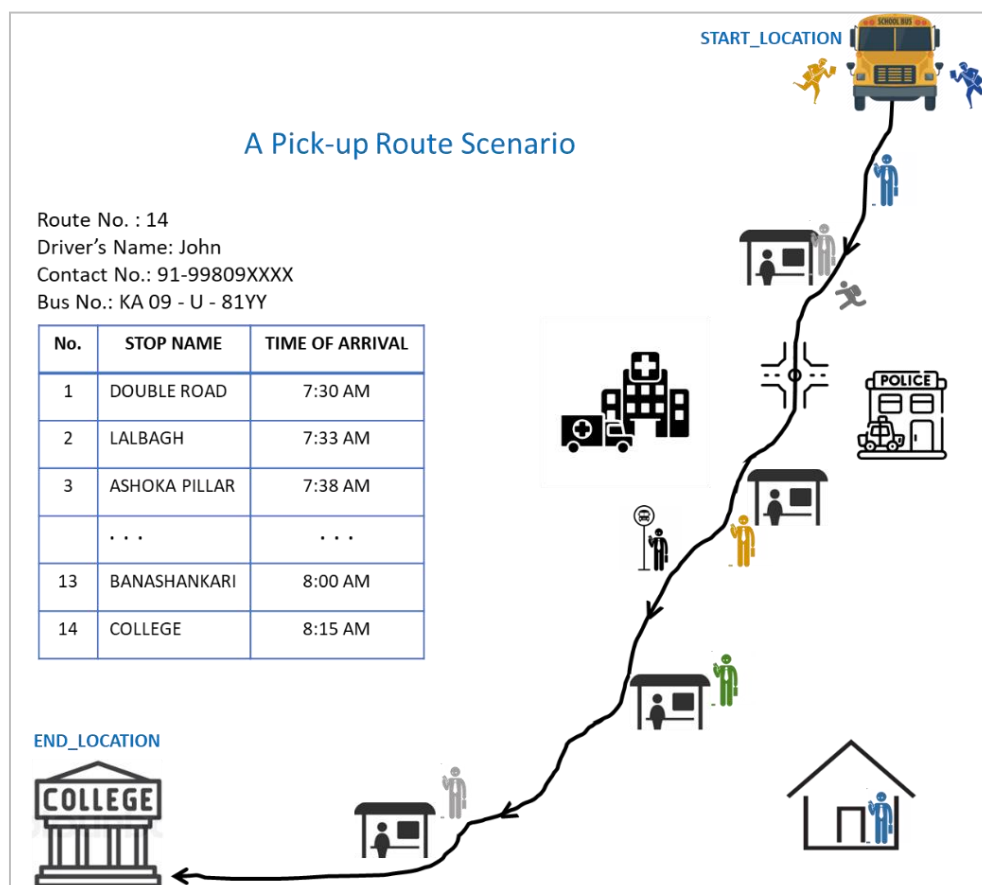 SCHOOL BUS
START_LOCATION
A Pick-up Route Scenario
Route No. : 14
Driver's Name: John
Contact No.: 91-99809XXXX
Bus No.: KA 09 - U - 81YY
No. STOP NAME TIME OF ARRIVAL
1 DOUBLE ROAD 7:30 AM
2 LALBAGH 7:33 AM
3 ASHOKA PILLAR 7:38 AM
. . . . . .
13 BANASHANKARI 8:00 AM
14 COLLEGE 8:15 AM
POLICE
END_LOCATION
COLLEGE